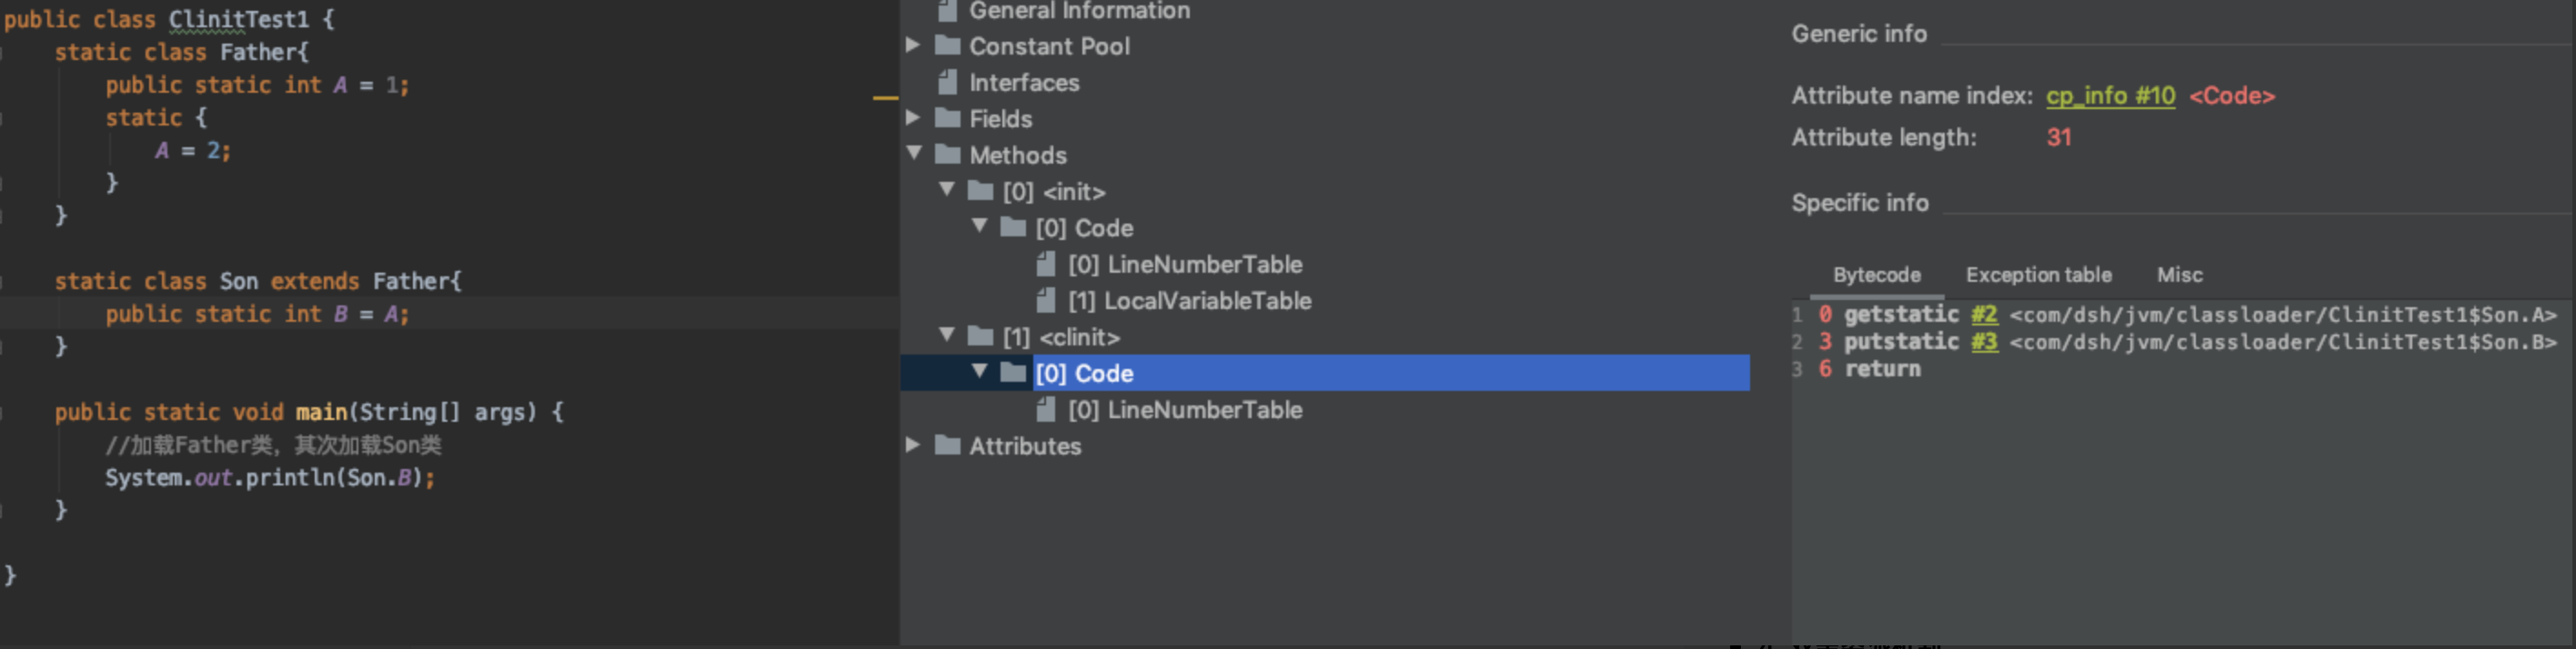 public class ClinitTest1 {
static class Father{
public static int A = 1;
static {
A = 2;
}
}
static class Son extends Father{
public static int B = A;
}
public static void main(String[] args) {
//加载Father类，其次加载Son类
System.out.println(Son.B);
}
}
General Information
Constant Pool
Interfaces
Fields
Methods
[0] <init>
[0] Code
[0] LineNumberTable
[1] LocalVariableTable
[1] <clinit>
[0] Code
[0] LineNumberTable
Attributes
Generic info
Attribute name index: cp_info #10 <Code>
Attribute length: 31
Specific info
Bytecode Exception table Misc
1 0 getstatic #2 <com/dsh/jvm/classloader/ClinitTest1$Son.A>
2 3 putstatic #3 <com/dsh/jvm/classloader/ClinitTest1$Son.B>
3 6 return